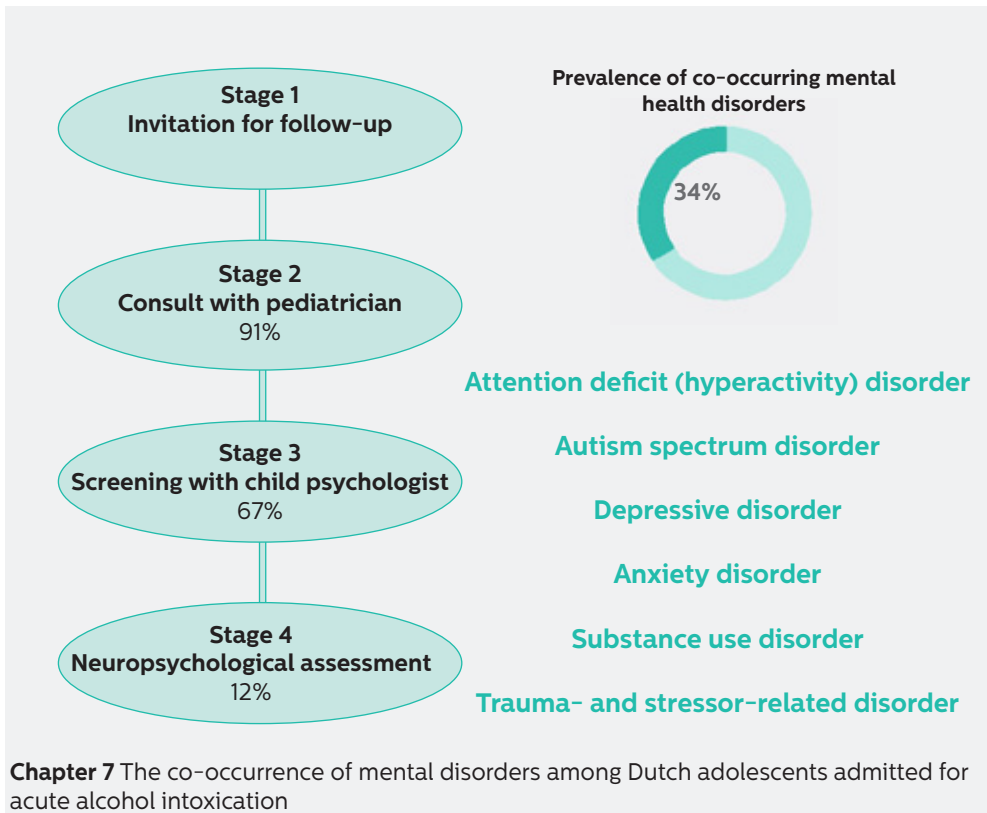 Stage 1
Invitation for follow-up
Stage 2
Consult with pediatrician
91%
Stage 3
Screening with child psychologist
67%
Stage 4
Neuropsychological assessment
12%
Prevalence of co-occurring mental
health disorders
34%
Attention deficit (hyperactivity) disorder
Autism spectrum disorder
Depressive disorder
Anxiety disorder
Substance use disorder
Trauma- and stressor-related disorder
Chapter 7 The co-occurrence of mental disorders among Dutch adolescents admitted for
acute alcohol intoxication